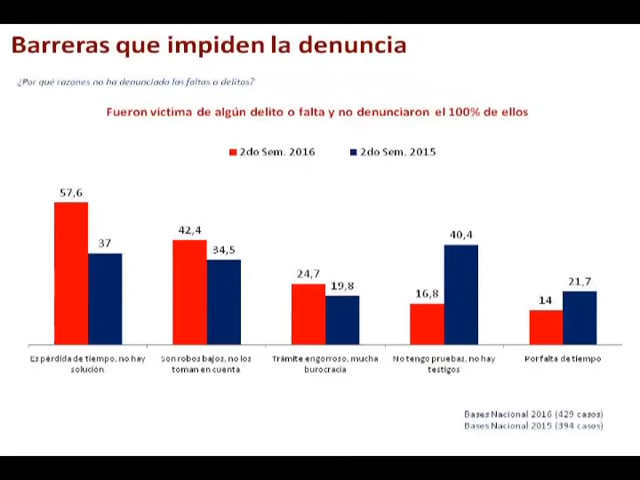 Barreras que impiden la denuncia
¿Por qué razones no ha denunciado las faltas o delitos?
Fueron víctima de algún delito o falta y no denunciaron el 100% de ellos
2do Sem. 2016 2do Sem. 2015
57,6 37 42,4 34,5 24,7 19,8 16,8 40,4 14 21,7
Es pérdida de tiempo, no hay
solución
Son robos bajos, no los
toman en cuenta
Trámite engorroso, mucha
burocracia
No tengo pruebas, no hay
testigos
Por falta de tiempo
Bases Nacional 2016 (429 casos)
Bases Nacional 2015 (394 casos)